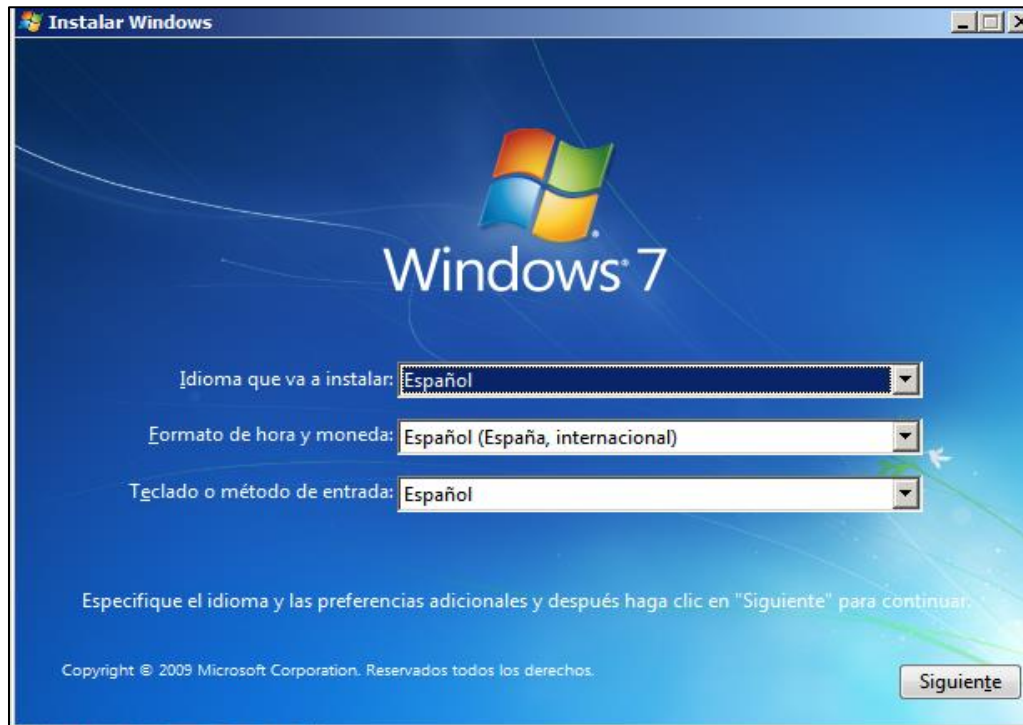 Instalar Windows
Windows® 7
Idioma que va a instalar: Español
Formato de hora y moneda: Español (España, internacional)
Teclado o método de entrada: Español
Especifique el idioma y las preferencias adicionales y después haga clic en "Siguiente" para continuar.
Copyright © 2009 Microsoft Corporation. Reservados todos los derechos.
Siguiente